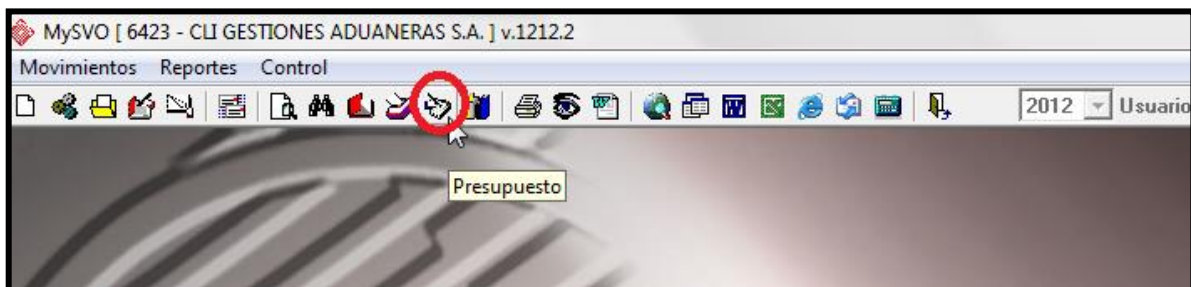 MySVO [ 6423 - CLI GESTIONES ADUANERAS S.A. ] v.1212.2
Movimientos Reportes Control
2012 Usuario
Presupuesto